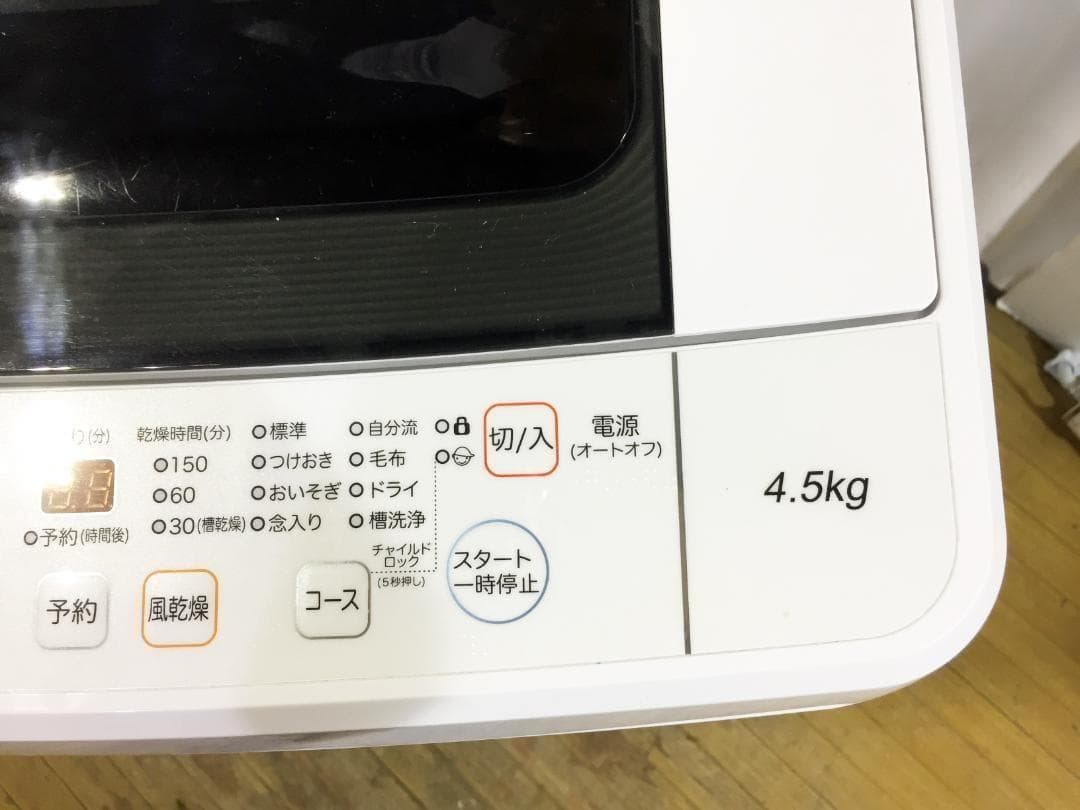 (分)
乾燥時間(分)
150
60
30(槽乾燥)
予約(時間後)
標準
つけおき
おいそぎ
念入り
自分流
毛布
ドライ
槽洗浄
チャイルド
ロック
(5秒押し)
切/入
電源
(オートオフ)
スタート
一時停止
予約
風乾燥
コース
4.5kg